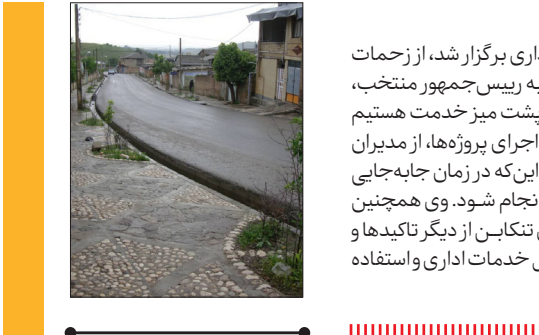 داری برگزار شد، از زحمات
به رییس‌جمهور منتخب،
پشت میز خدمت هستیم
اجرای پروژه‌ها، از مدیران
این‌که در زمان جابه‌جایی
انجام شود. وی همچنین
تنکابن از دیگر تاکیدها و
خدمات اداری و استفاده